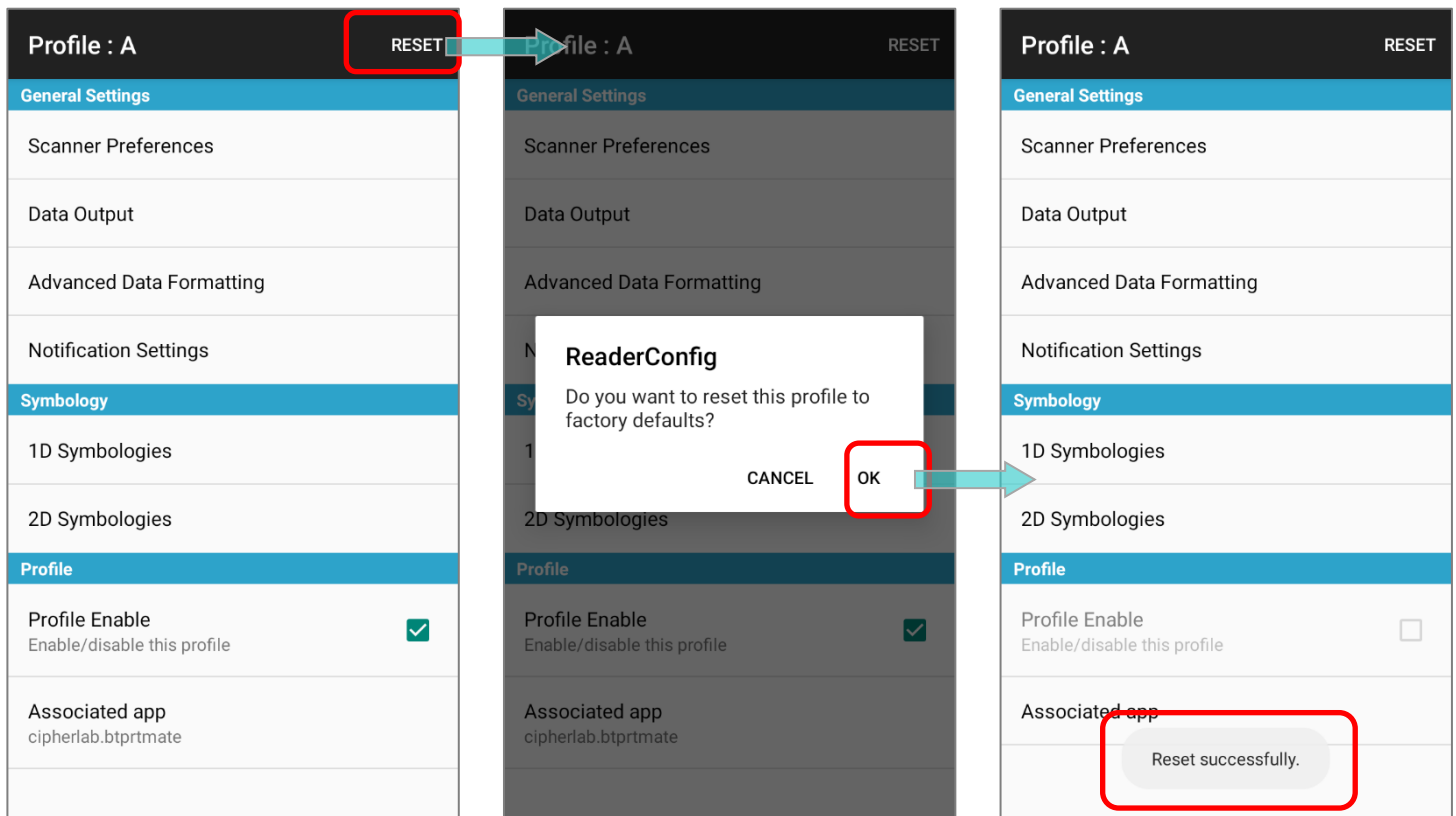 Profile : A
RESET
General Settings
Scanner Preferences
Data Output
Advanced Data Formatting
Notification Settings
Symbology
1D Symbologies
2D Symbologies
Profile
Profile Enable
Enable/disable this profile
Associated app
cipherlab.btprtmate
Profile : A
RESET
General Settings
Scanner Preferences
Data Output
Advanced Data Formatting
N
ReaderConfig
Do you want to reset this profile to
factory defaults?
Sy
1
CANCEL
OK
2D Symbologies
Profile
Profile Enable
Enable/disable this profile
Associated app
cipherlab.btprtmate
Profile : A
RESET
General Settings
Scanner Preferences
Data Output
Advanced Data Formatting
Notification Settings
Symbology
1D Symbologies
2D Symbologies
Profile
Profile Enable
Enable/disable this profile
Associated app
Reset successfully.